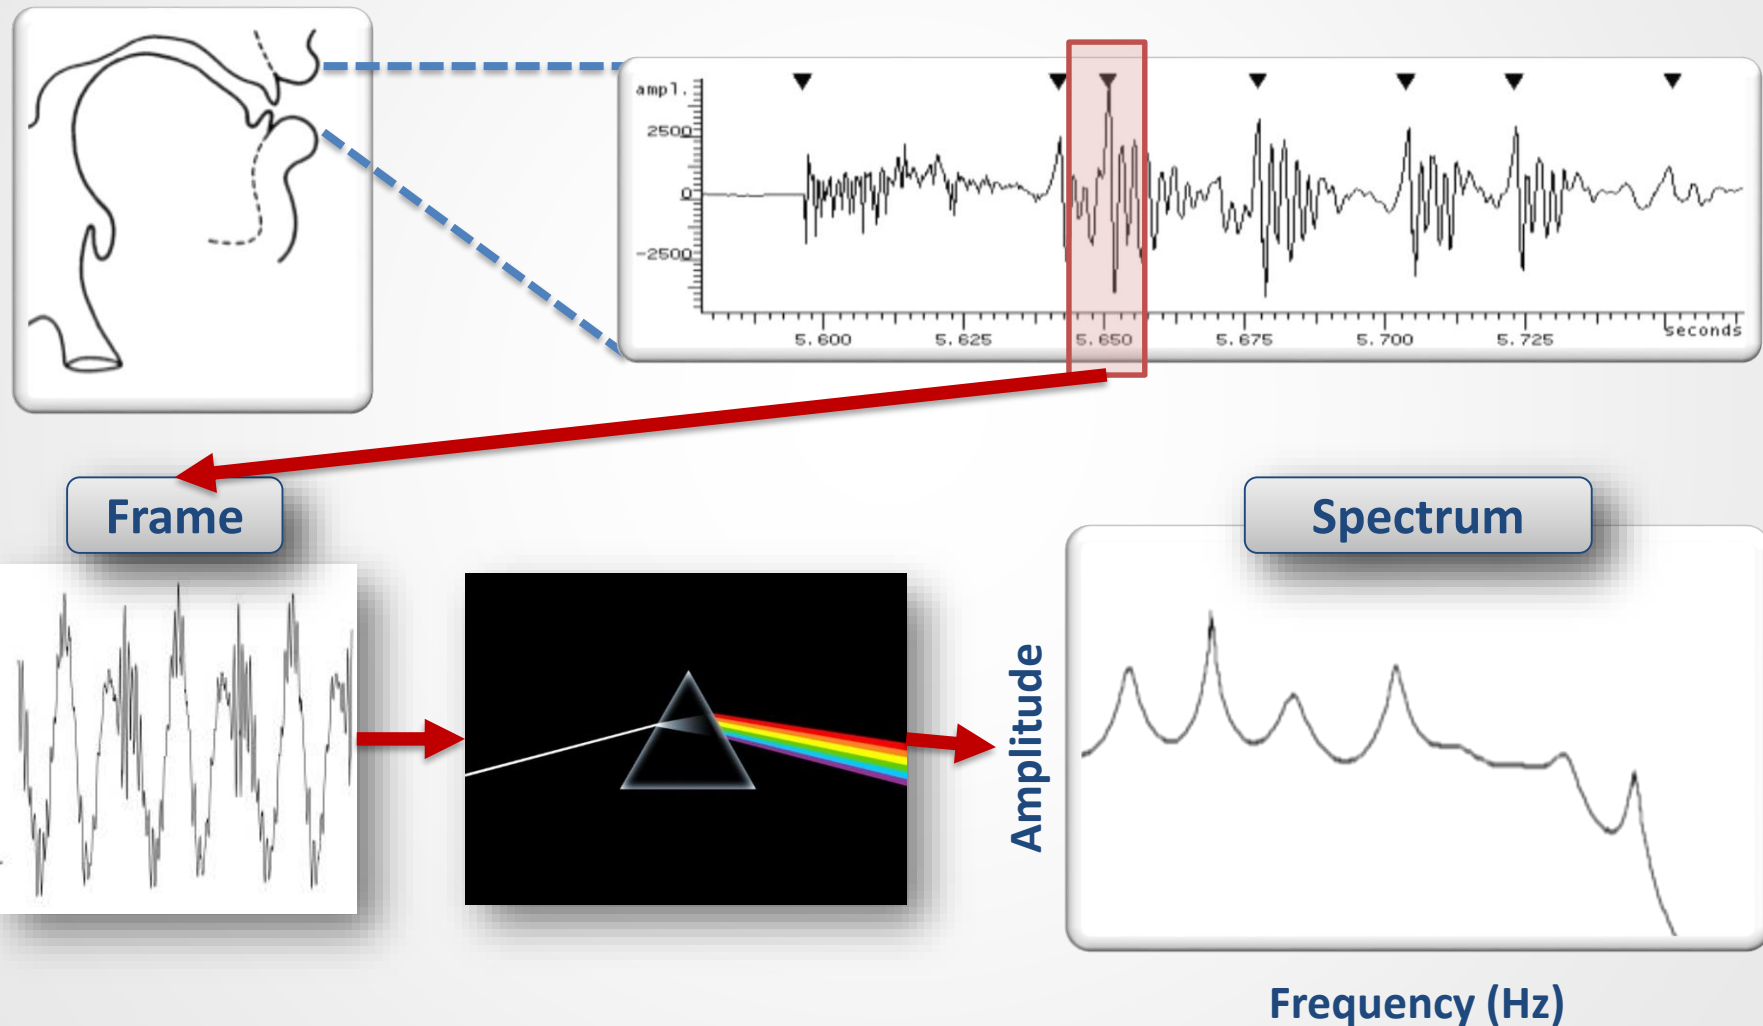 ampl.
2500
0
-2500
5.600 5.625 5.650 5.675 5.700 5.725
seconds
Frame
Spectrum
Amplitude
Frequency (Hz)